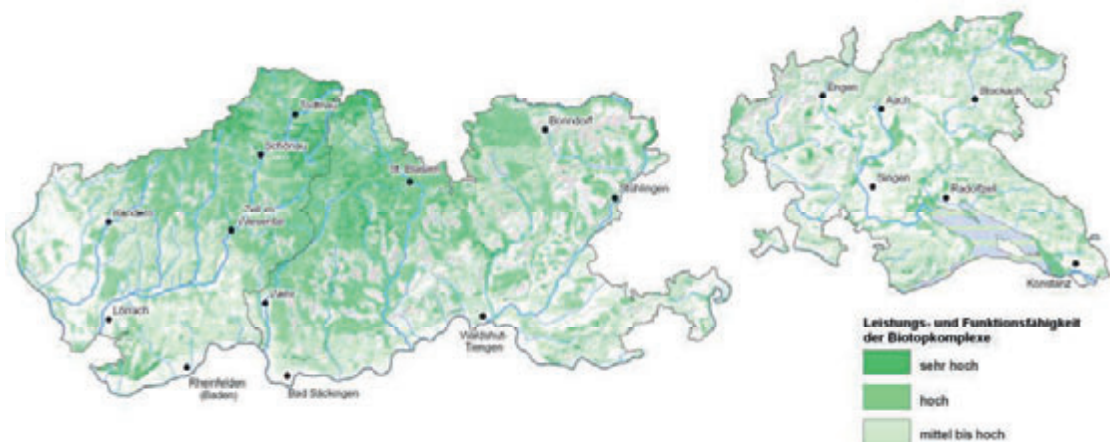 Todtnau
Schönau
St. Blasien
Bonndorf
Stühlingen
Kandern
Zell im
Wiesental
Wehr
Lörrach
Rheinfelden
(Baden)
Bad Säckingen
Waldshut-
Tiengen
Engen
Aach
Stockach
Singen
Radolfzell
Konstanz
Leistungs- und Funktionsfähigkeit
der Biotopkomplexe
sehr hoch
hoch
mittel bis hoch